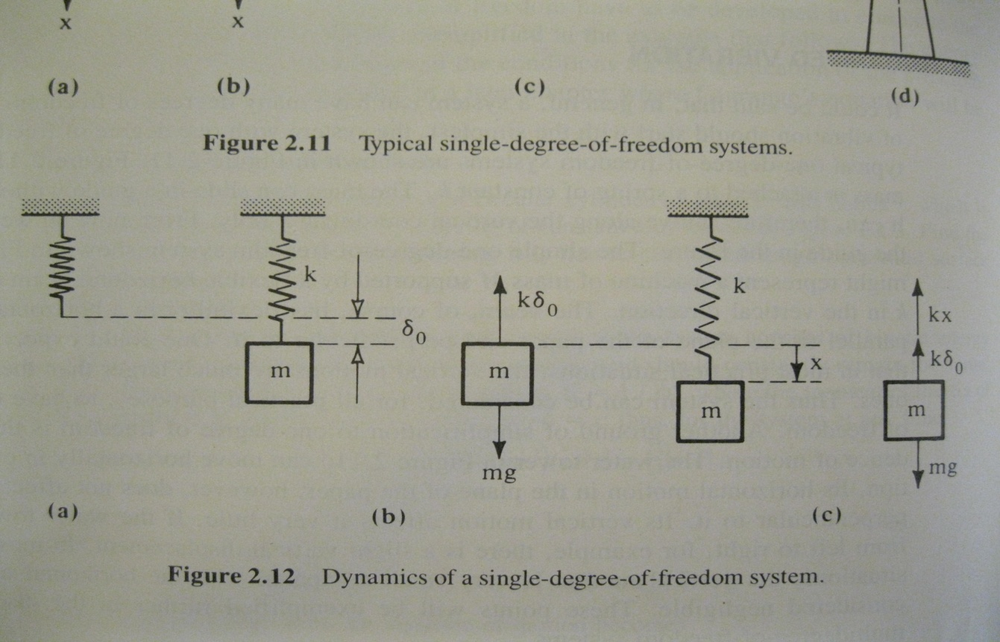 x x
(a) (b) (c) (d)
Figure 2.11 Typical single-degree-of-freedom systems.
k
kδ₀
δ₀
m
m
mg
k
x
m
kx
kδ₀
m
mg
(a) (b) (c)
Figure 2.12 Dynamics of a single-degree-of-freedom system.